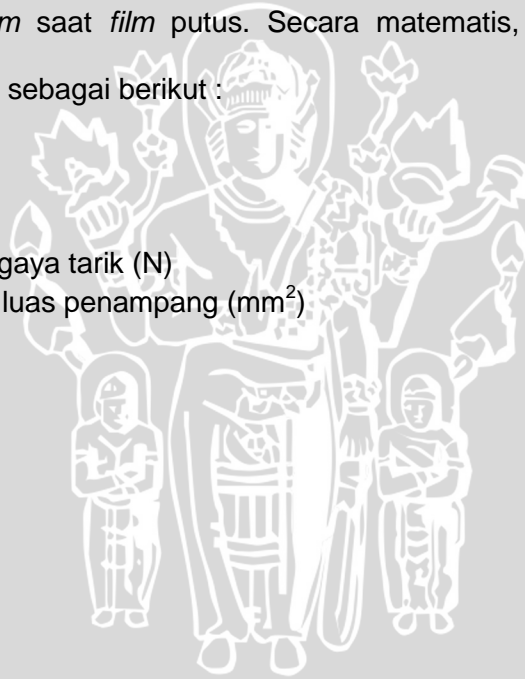 m saat film putus. Secara matematis,
sebagai berikut :
gaya tarik (N)
luas penampang (mm²)